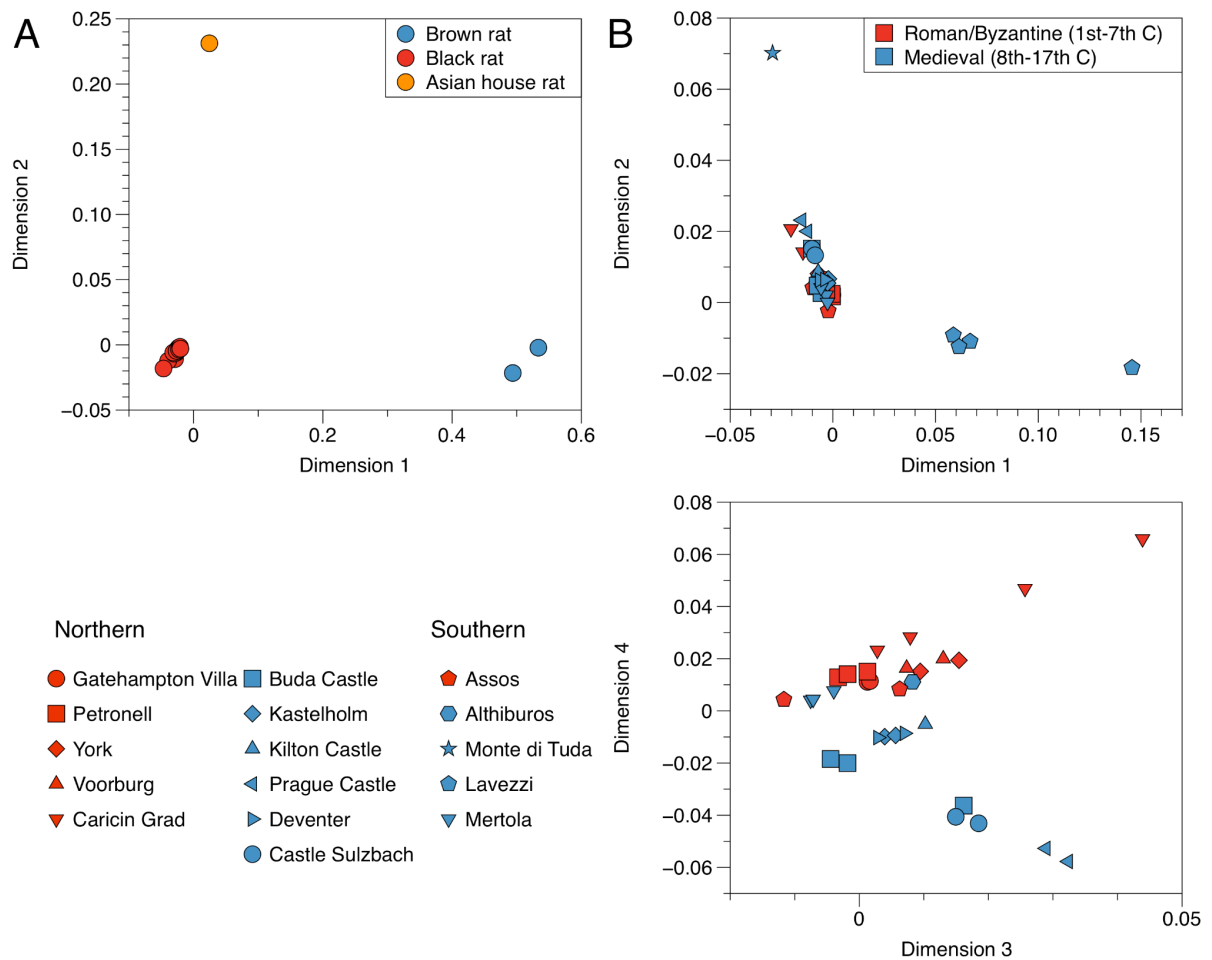 A
0.25
0.20
0.15
0.10
0.05
0
−0.05
0
0.2
0.4
0.6
Dimension 2
Dimension 1
Brown rat
Black rat
Asian house rat
B
0.08
0.06
0.04
0.02
0
−0.02
−0.05
0
0.05
0.10
0.15
Dimension 2
Dimension 1
Roman/Byzantine (1st-7th C)
Medieval (8th-17th C)
0.08
0.06
0.04
0.02
0
−0.02
−0.04
−0.06
0
0.05
Dimension 4
Dimension 3
Northern
Gatehampton Villa
Petronell
York
Voorburg
Caricin Grad
Buda Castle
Kastelholm
Kilton Castle
Prague Castle
Deventer
Castle Sulzbach
Southern
Assos
Althiburos
Monte di Tuda
Lavezzi
Mertola